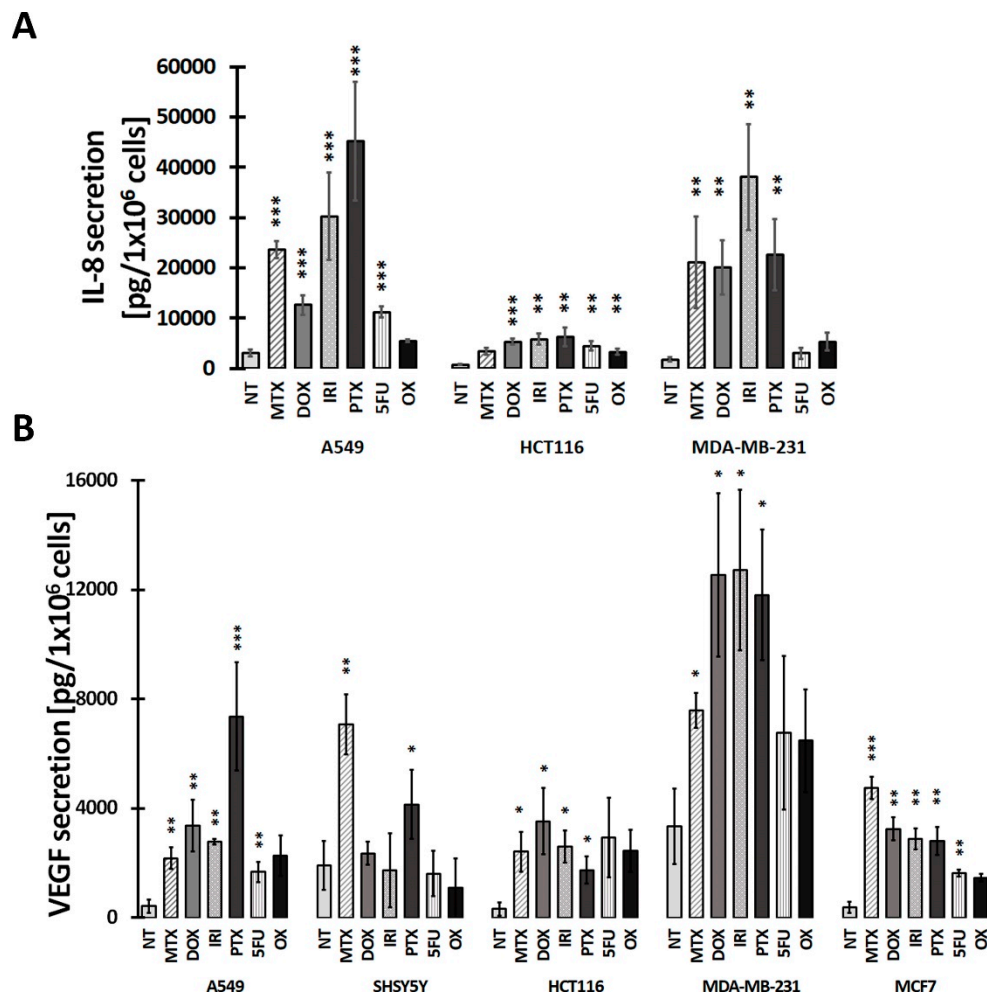 A
IL-8 secretion
[pg/1x10⁶ cells]
60000
50000
40000
30000
20000
10000
0
*** *** *** *** ***
*** ** ** ** **
** ** ** **
NT MTX DOX IRI PTX 5FU OX
NT MTX DOX IRI PTX 5FU OX
NT MTX DOX IRI PTX 5FU OX
A549 HCT116 MDA-MB-231
B
VEGF secretion [pg/1x10⁶ cells]
16000
12000
8000
4000
0
** ** ** *** **
** *
* * * *
* * * *
*** ** ** ** **
NT MTX DOX IRI PTX 5FU OX
NT MTX DOX IRI PTX 5FU OX
NT MTX DOX IRI PTX 5FU OX
NT MTX DOX IRI PTX 5FU OX
NT MTX DOX IRI PTX 5FU OX
A549 SHSY5Y HCT116 MDA-MB-231 MCF7